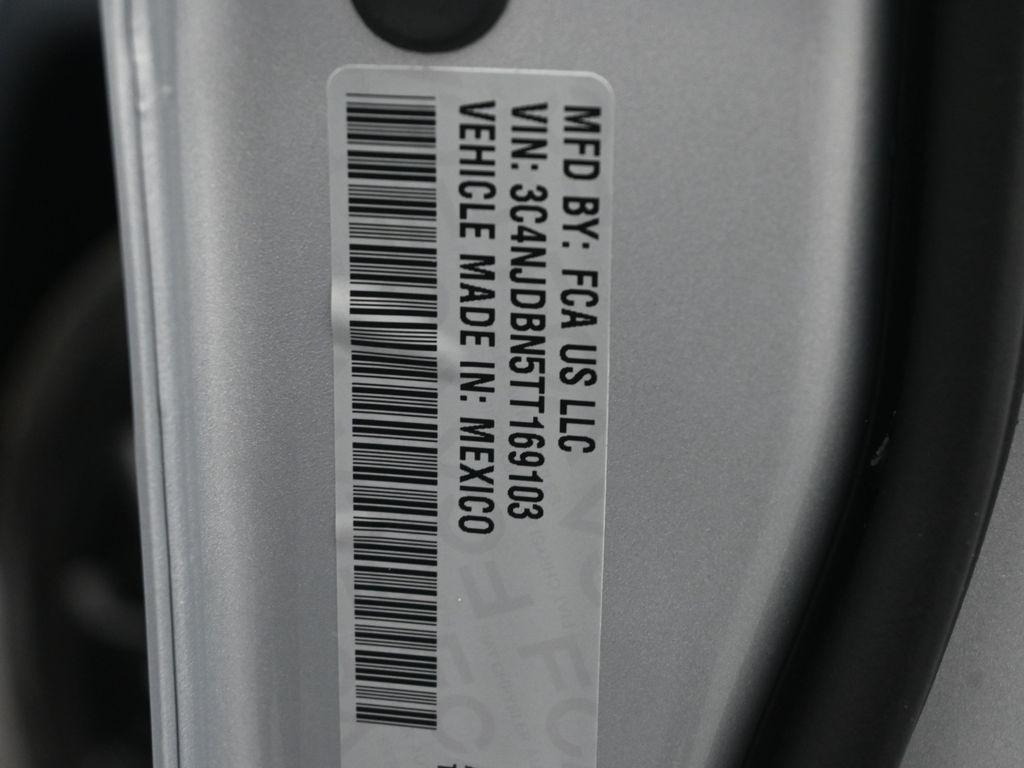 MFD BY: FCA US LLC
VIN: 3C4NJDBN5TT169103
VEHICLE MADE IN: MEXICO